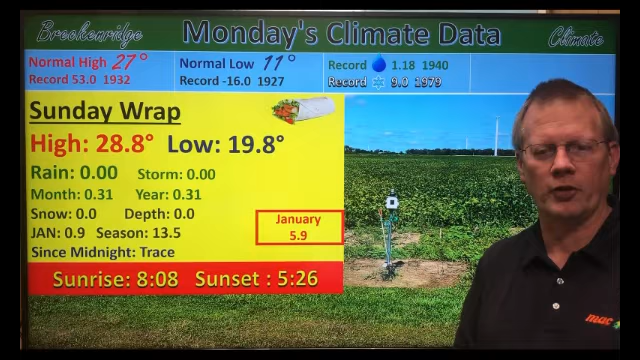 Breckenridge Monday's Climate Data Climate
Normal High 27° Normal Low 11° Record 1.18 1940
Record 53.0 1932 Record -16.0 1927 Record 9.0 1979
Sunday Wrap
High: 28.8° Low: 19.8°
Rain: 0.00 Storm: 0.00
Month: 0.31 Year: 0.31
Snow: 0.0 Depth: 0.0
January
JAN: 0.9 Season: 13.5
5.9
Since Midnight: Trace
Sunrise: 8:08 Sunset : 5:26
mac